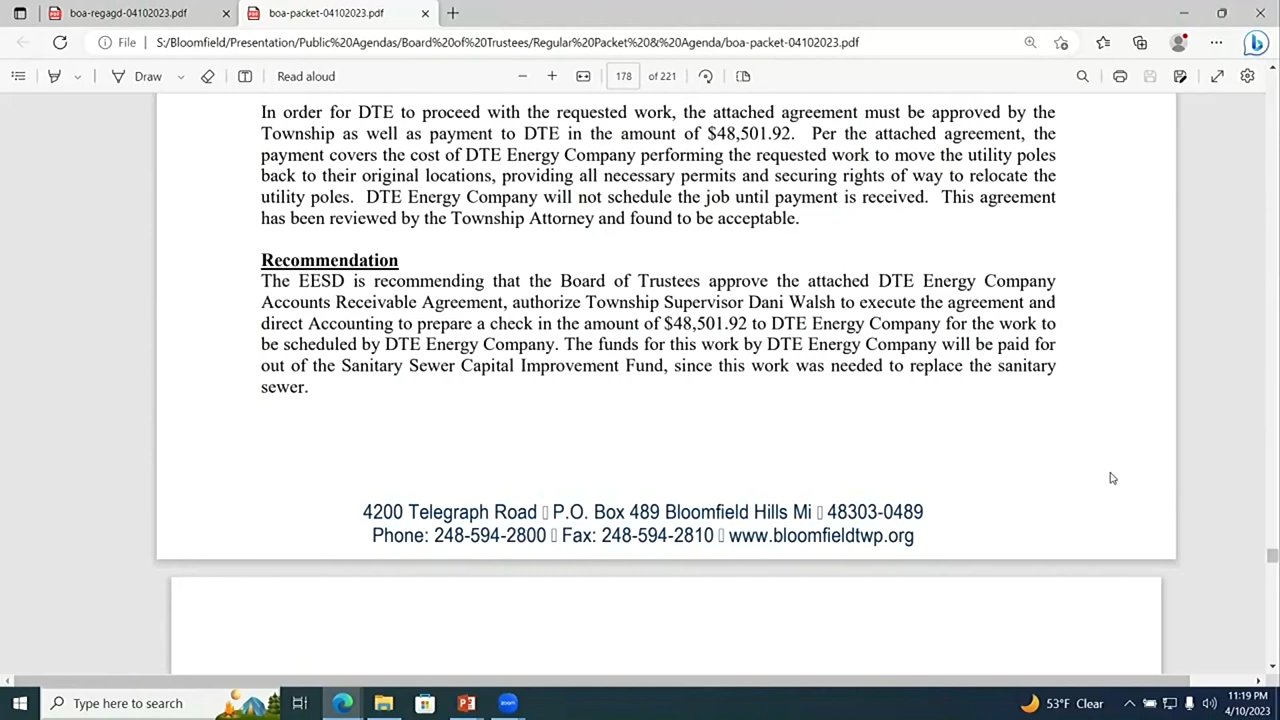 boa-regagd-04102023.pdf
boa-packet-04102023.pdf
File
S:/Bloomfield/Presentation/Public%20Agendas/Board%20of%20Trustees/Regular%20Packet%20&%20Agenda/boa-packet-04102023.pdf
Draw
Read aloud
178 of 221
In order for DTE to proceed with the requested work, the attached agreement must be approved by the
Township as well as payment to DTE in the amount of $48,501.92. Per the attached agreement, the
payment covers the cost of DTE Energy Company performing the requested work to move the utility poles
back to their original locations, providing all necessary permits and securing rights of way to relocate the
utility poles. DTE Energy Company will not schedule the job until payment is received. This agreement
has been reviewed by the Township Attorney and found to be acceptable.
Recommendation
The EESD is recommending that the Board of Trustees approve the attached DTE Energy Company
Accounts Receivable Agreement, authorize Township Supervisor Dani Walsh to execute the agreement and
direct Accounting to prepare a check in the amount of $48,501.92 to DTE Energy Company for the work to
be scheduled by DTE Energy Company. The funds for this work by DTE Energy Company will be paid for
out of the Sanitary Sewer Capital Improvement Fund, since this work was needed to replace the sanitary
sewer.
4200 Telegraph Road ▯ P.O. Box 489 Bloomfield Hills Mi ▯ 48303-0489
Phone: 248-594-2800 ▯ Fax: 248-594-2810 ▯ www.bloomfieldtwp.org
Type here to search
53°F Clear
11:19 PM
4/10/2023